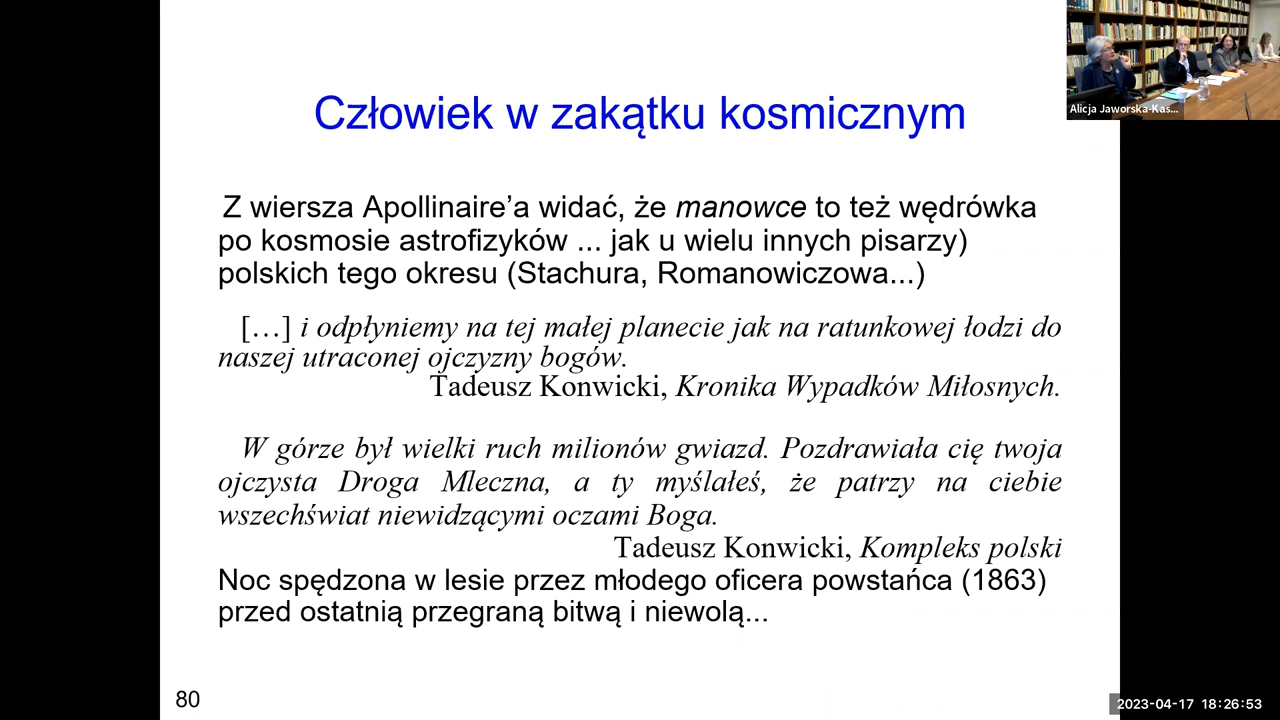 Alicja Jaworska-Kas...
Człowiek w zakątku kosmicznym
Z wiersza Apollinaire’a widać, że manowce to też wędrówka
po kosmosie astrofizyków ... jak u wielu innych pisarzy)
polskich tego okresu (Stachura, Romanowiczowa...)
[…] i odpłyniemy na tej małej planecie jak na ratunkowej łodzi do
naszej utraconej ojczyzny bogów.
Tadeusz Konwicki, Kronika Wypadków Miłosnych.
W górze był wielki ruch milionów gwiazd. Pozdrawiała cię twoja
ojczysta Droga Mleczna, a ty myślałeś, że patrzy na ciebie
wszechświat niewidzącymi oczami Boga.
Tadeusz Konwicki, Kompleks polski
Noc spędzona w lesie przez młodego oficera powstańca (1863)
przed ostatnią przegraną bitwą i niewolą...
80
2023-04-17 18:26:53